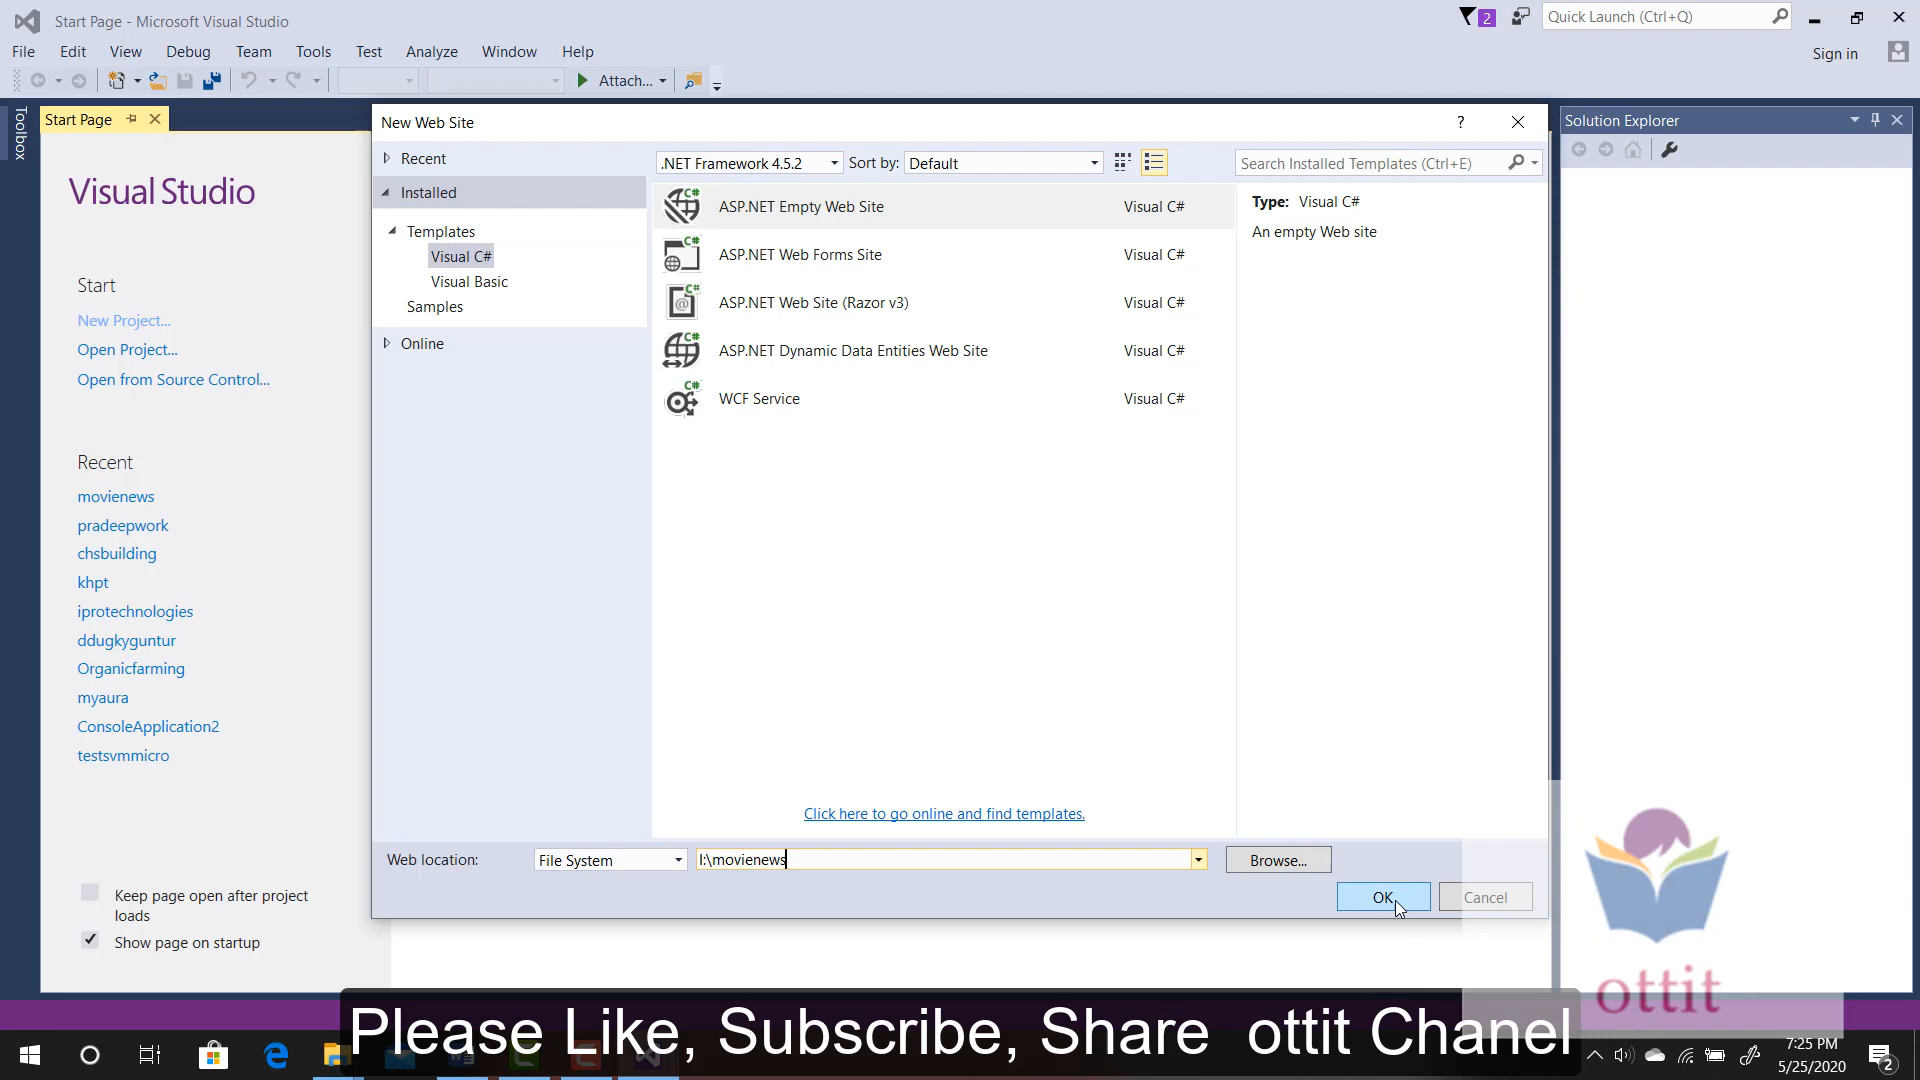 Start Page - Microsoft Visual Studio
2
Quick Launch (Ctrl+Q)
File Edit View Debug Team Tools Test Analyze Window Help
Sign in
Attach...
Toolbox
Start Page
Visual Studio
Start
New Project...
Open Project...
Open from Source Control...
Recent
movienews
pradeepwork
chsbuilding
khpt
iprotechnologies
ddugkyguntur
Organicfarming
myaura
ConsoleApplication2
testsvmmicro
Keep page open after project
loads
Show page on startup
New Web Site
?
Recent
Installed
Templates
Visual C#
Visual Basic
Samples
Online
.NET Framework 4.5.2 Sort by: Default
Search Installed Templates (Ctrl+E)
ASP.NET Empty Web Site Visual C#
ASP.NET Web Forms Site Visual C#
ASP.NET Web Site (Razor v3) Visual C#
ASP.NET Dynamic Data Entities Web Site Visual C#
WCF Service Visual C#
Type: Visual C#
An empty Web site
Click here to go online and find templates.
Web location: File System I:\movienews Browse...
OK Cancel
Solution Explorer
ottit
Please Like, Subscribe, Share ottit Chanel
7:25 PM
5/25/2020
2